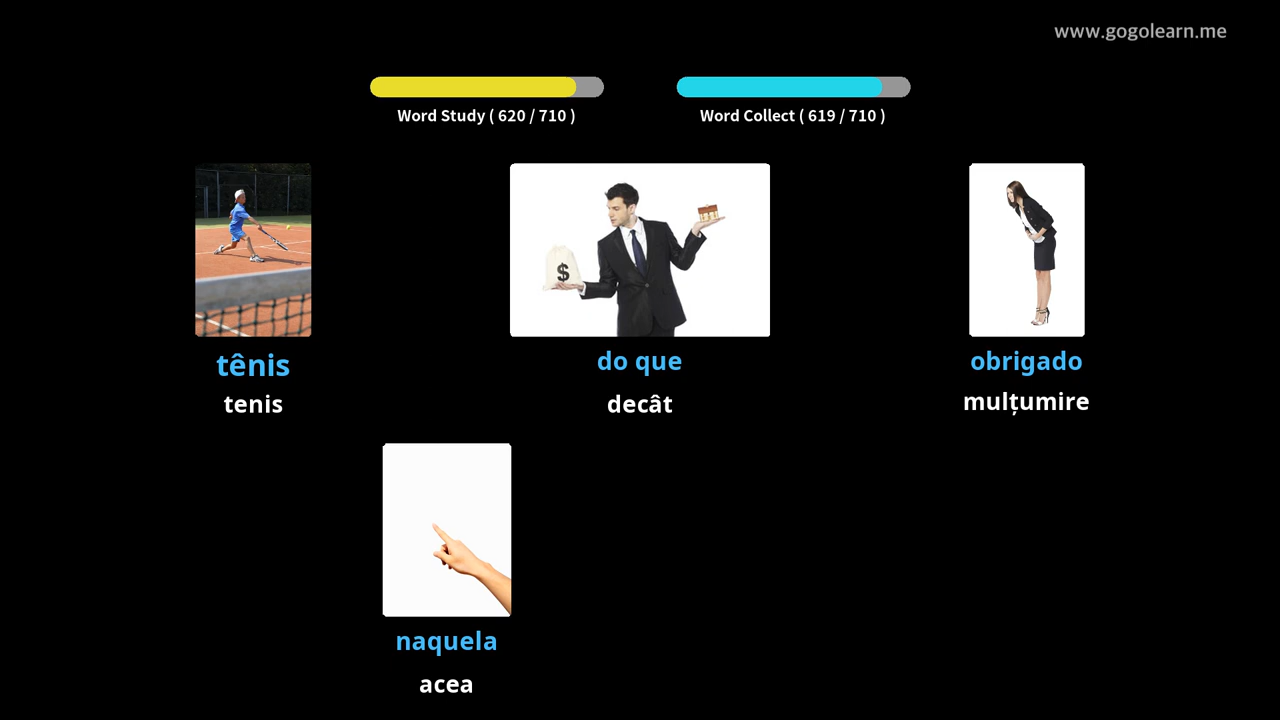 www.gogolearn.me
Word Study ( 620 / 710 )
Word Collect ( 619 / 710 )
$
tênis
tenis
do que
decât
obrigado
mulțumire
naquela
acea